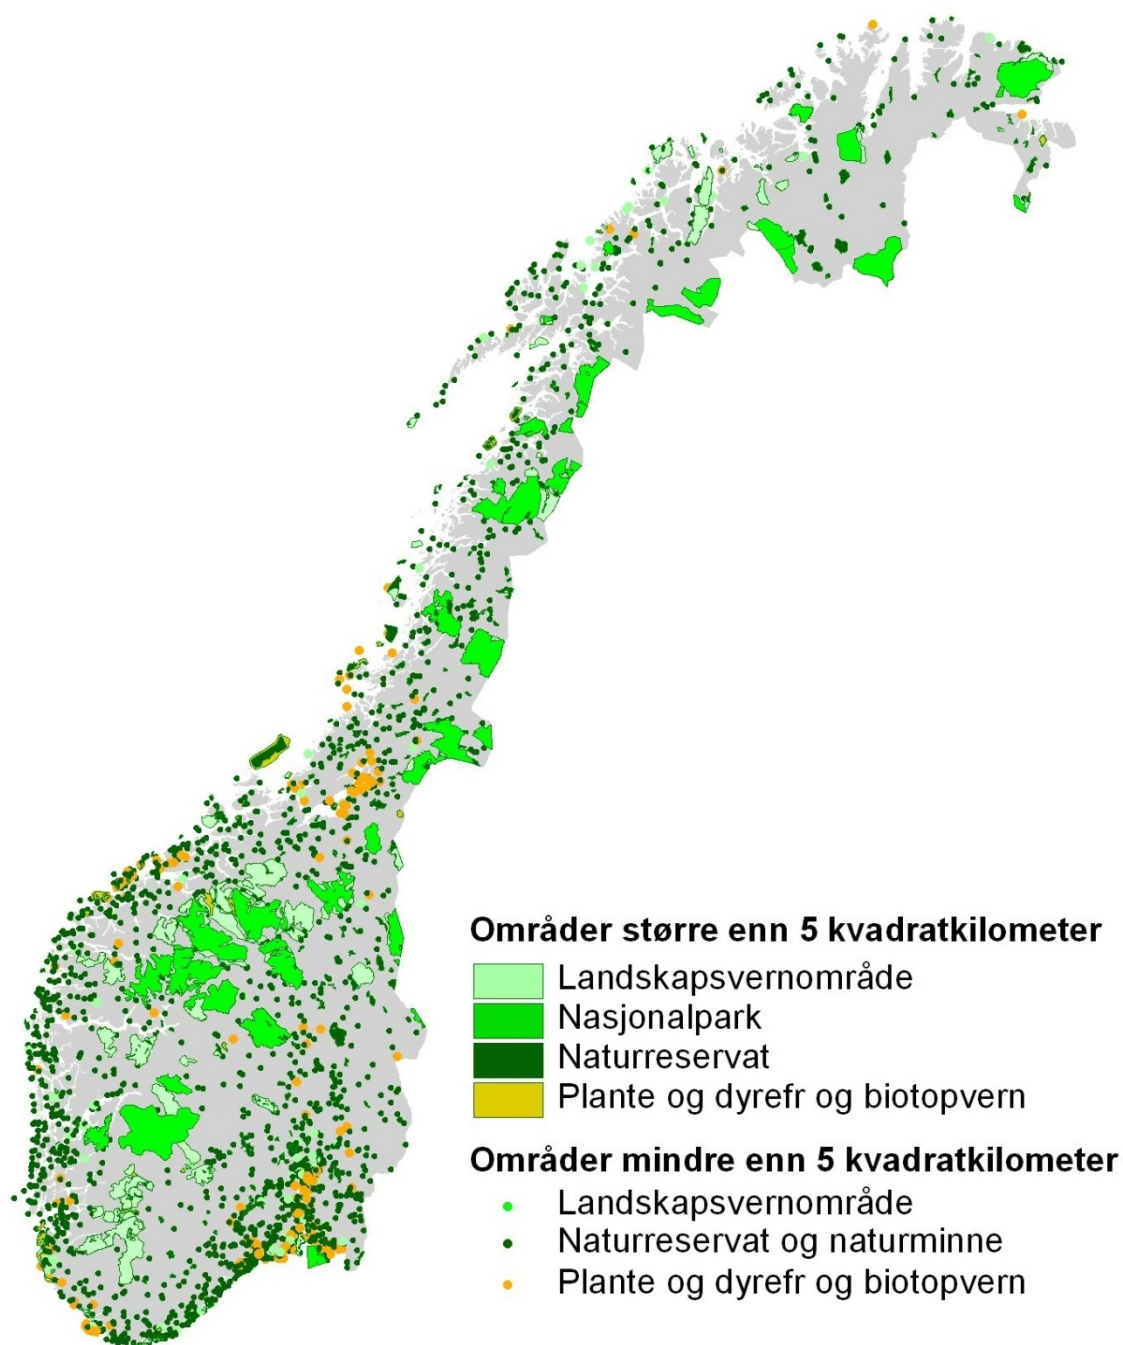 Områder større enn 5 kvadratkilometer
Landskapsvernområde
Nasjonalpark
Naturreservat
Plante og dyrefr og biotopvern
Områder mindre enn 5 kvadratkilometer
Landskapsvernområde
Naturreservat og naturminne
Plante og dyrefr og biotopvern